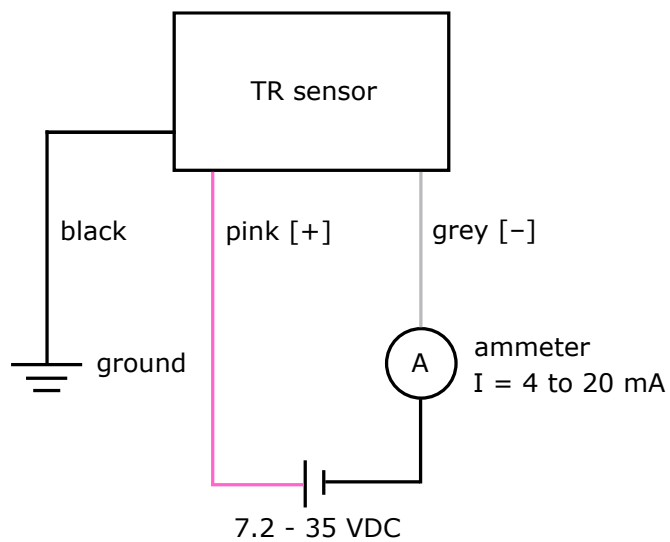 TR sensor
black
pink [+]
grey [–]
ground
A
ammeter
I = 4 to 20 mA
7.2 - 35 VDC